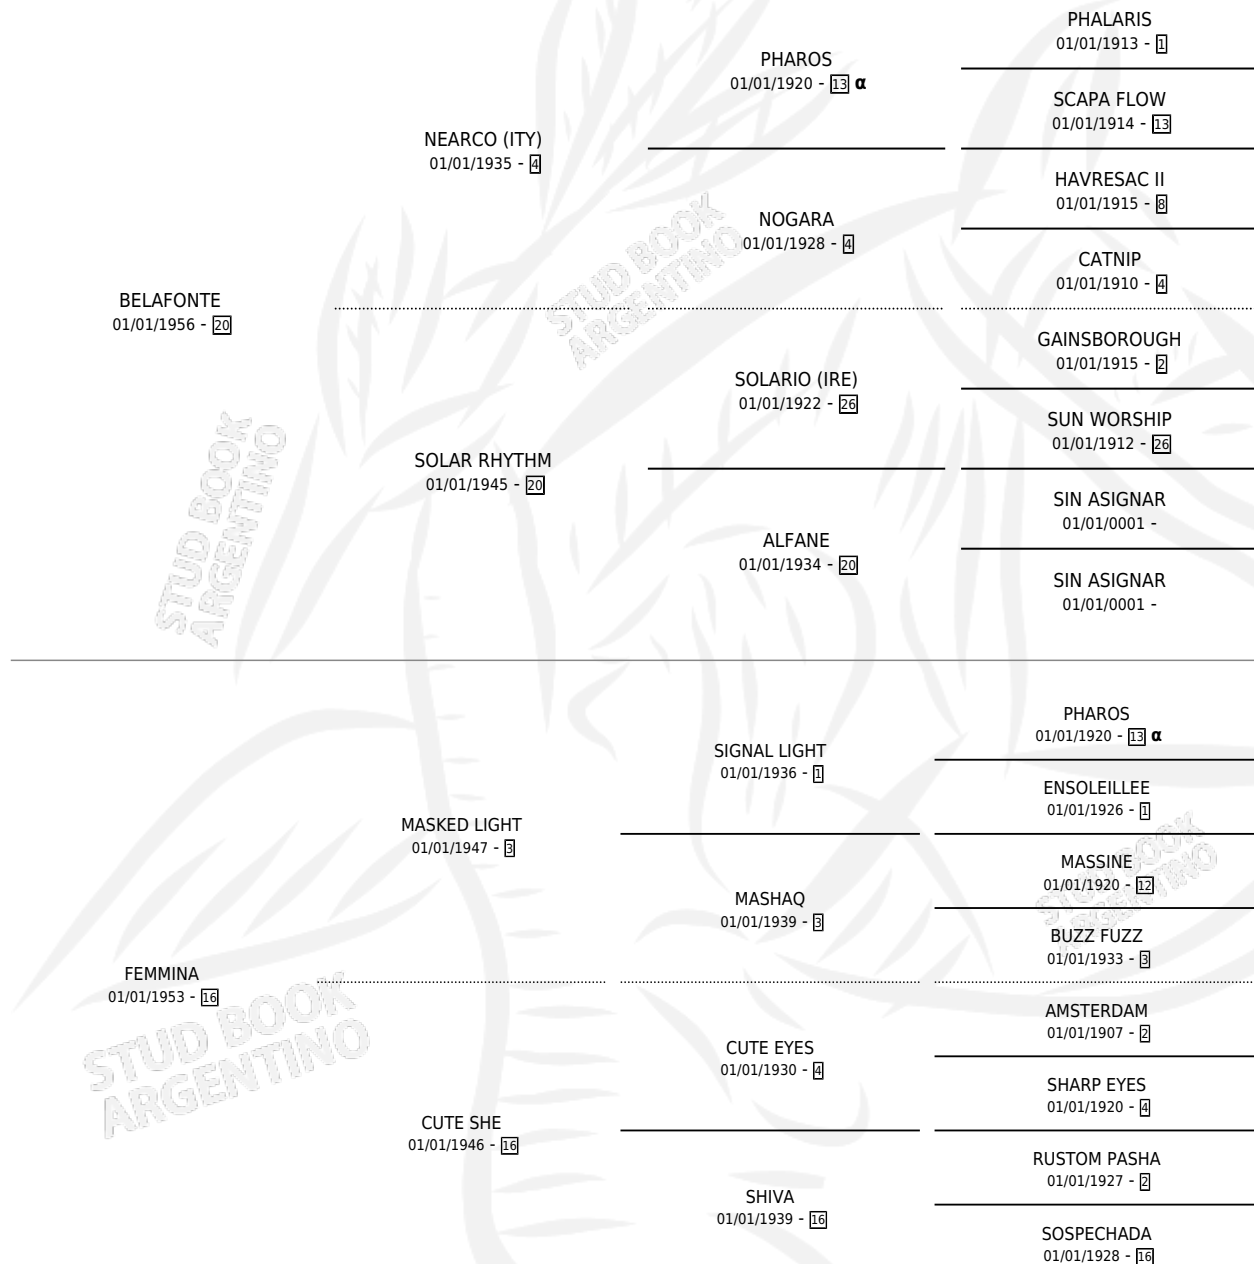 PHALARIS
01/01/1913 - 1
PHAROS
01/01/1920 - 13 α
SCAPA FLOW
01/01/1914 - 13
NEARCO (ITY)
01/01/1935 - 4
HAVRESAC II
01/01/1915 - 8
NOGARA
01/01/1928 - 4
CATNIP
01/01/1910 - 4
BELAFONTE
01/01/1956 - 20
GAINSBOROUGH
01/01/1915 - 2
SOLARIO (IRE)
01/01/1922 - 26
SUN WORSHIP
01/01/1912 - 26
SOLAR RHYTHM
01/01/1945 - 20
SIN ASIGNAR
01/01/0001 -
ALFANE
01/01/1934 - 20
SIN ASIGNAR
01/01/0001 -
PHAROS
01/01/1920 - 13 α
SIGNAL LIGHT
01/01/1936 - 1
ENSOLEILLEE
01/01/1926 - 1
MASKED LIGHT
01/01/1947 - 3
MASSINE
01/01/1920 - 12
MASHAQ
01/01/1939 - 3
BUZZ FUZZ
01/01/1933 - 3
FEMMINA
01/01/1953 - 16
AMSTERDAM
01/01/1907 - 2
CUTE EYES
01/01/1930 - 4
SHARP EYES
01/01/1920 - 4
CUTE SHE
01/01/1946 - 16
RUSTOM PASHA
01/01/1927 - 2
SHIVA
01/01/1939 - 16
SOSPECHADA
01/01/1928 - 16
STUD BOOK
ARGENTINO
STUD BOOK
ARGENTINO
STUD BOOK
ARGENTINO
STUD BOOK
ARGENTINO